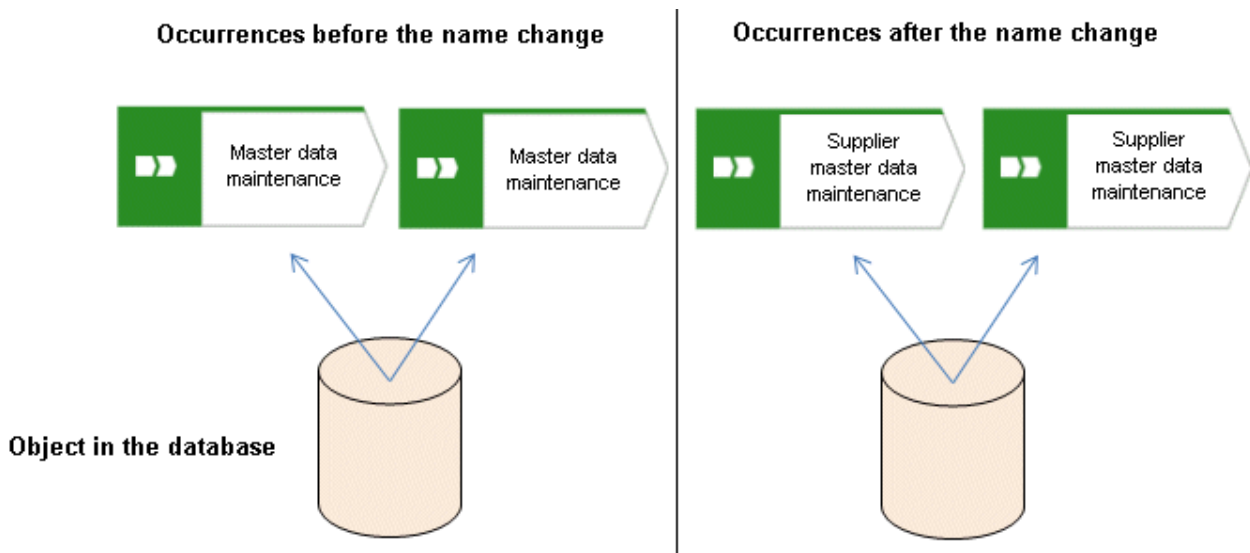 Occurrences before the name change
Occurrences after the name change
Master data
maintenance
Master data
maintenance
Supplier
master data
maintenance
Supplier
master data
maintenance
Object in the database